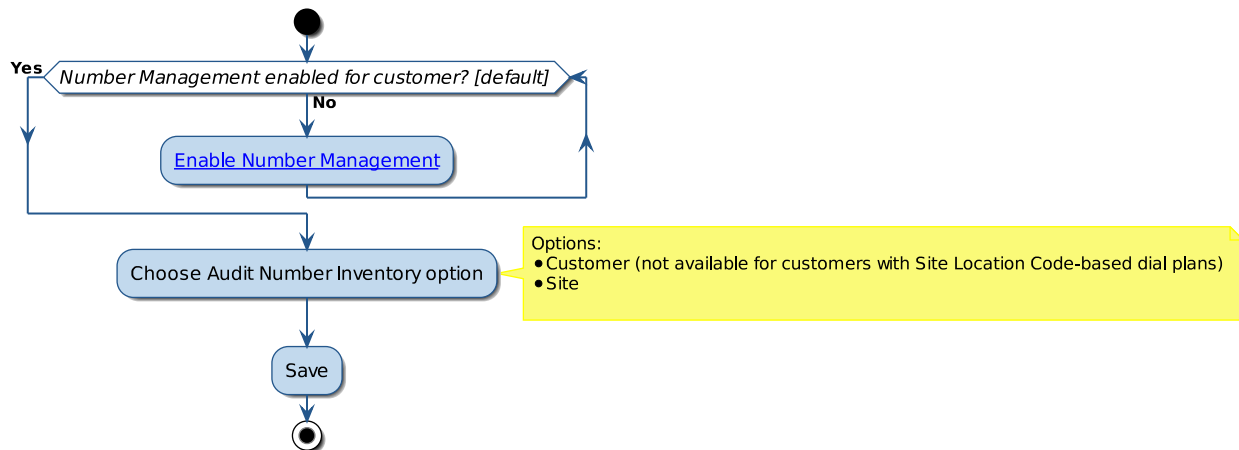 Yes
Number Management enabled for customer? [default]
No
Enable Number Management
Choose Audit Number Inventory option
Options:
•Customer (not available for customers with Site Location Code-based dial plans)
•Site
Save